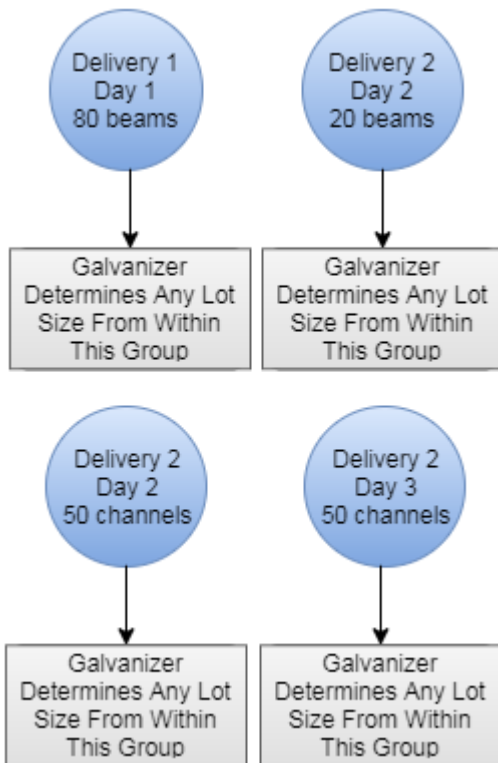 Delivery 1
Day 1
80 beams
Delivery 2
Day 2
20 beams
Galvanizer
Determines Any Lot
Size From Within
This Group
Galvanizer
Determines Any Lot
Size From Within
This Group
Delivery 2
Day 2
50 channels
Delivery 2
Day 3
50 channels
Galvanizer
Determines Any Lot
Size From Within
This Group
Galvanizer
Determines Any Lot
Size From Within
This Group